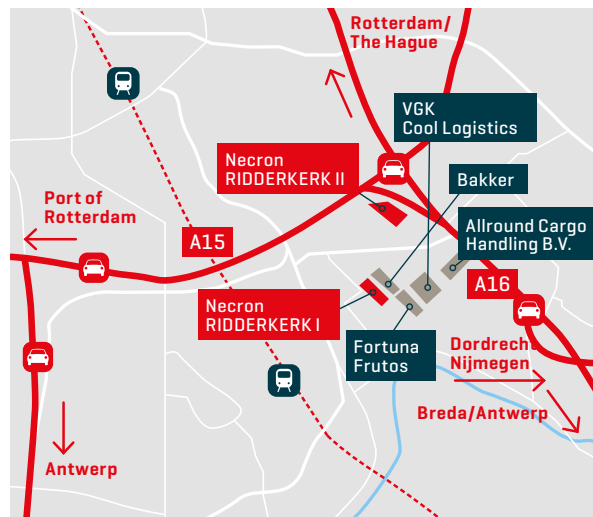 Rotterdam/
The Hague
VGK
Cool Logistics
Necron
RIDDERKERK II
Bakker
Port of
Rotterdam
Allround Cargo
Handling B.V.
A15
A16
Necron
RIDDERKERK I
Fortuna
Frutos
Dordrecht
Nijmegen
Breda/Antwerp
Antwerp